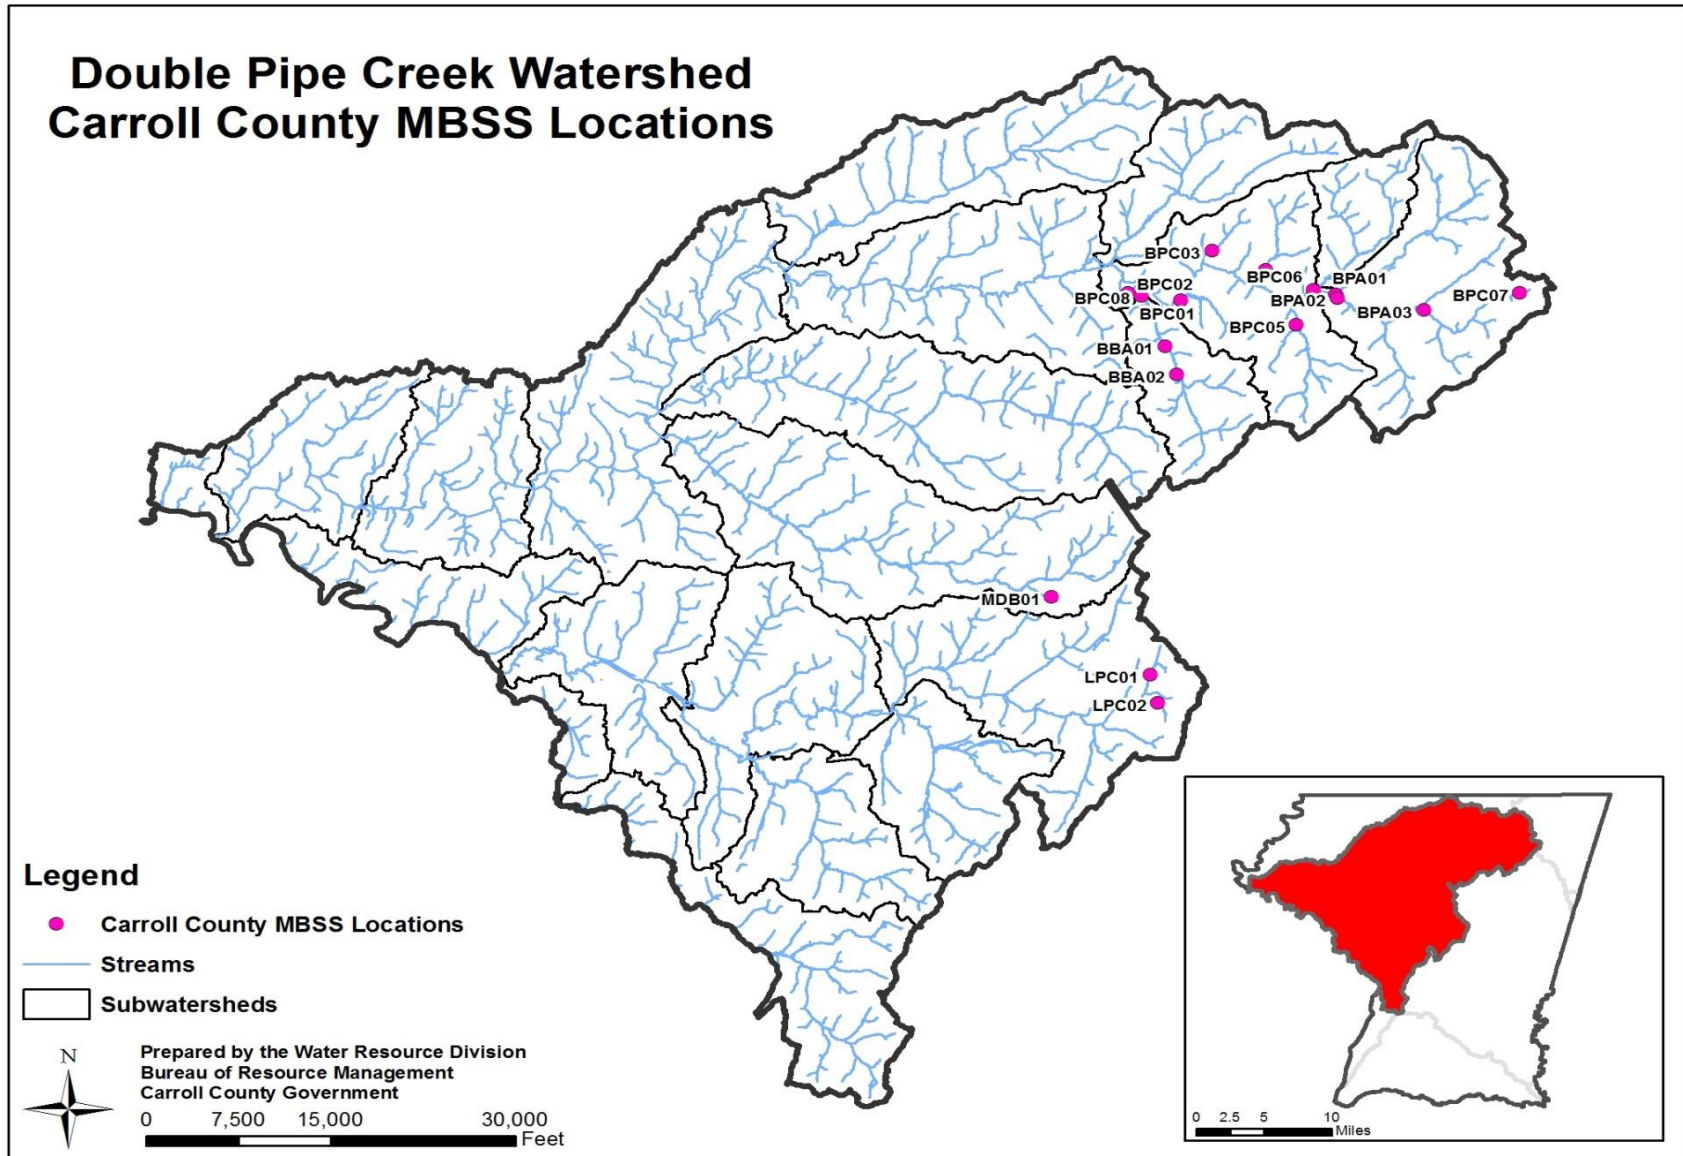 Double Pipe Creek Watershed
Carroll County MBSS Locations
BPC03
BPC06
BPA01
BPC02
BPC08
BPA02
BPC07
BPC01
BPA03
BPC05
BBA01
BBA02
MDB01
LPC01
LPC02
Legend
Carroll County MBSS Locations
Streams
Subwatersheds
N
Prepared by the Water Resource Division
Bureau of Resource Management
Carroll County Government
0 7,500 15,000 30,000
Feet
0 2.5 5 10
Miles